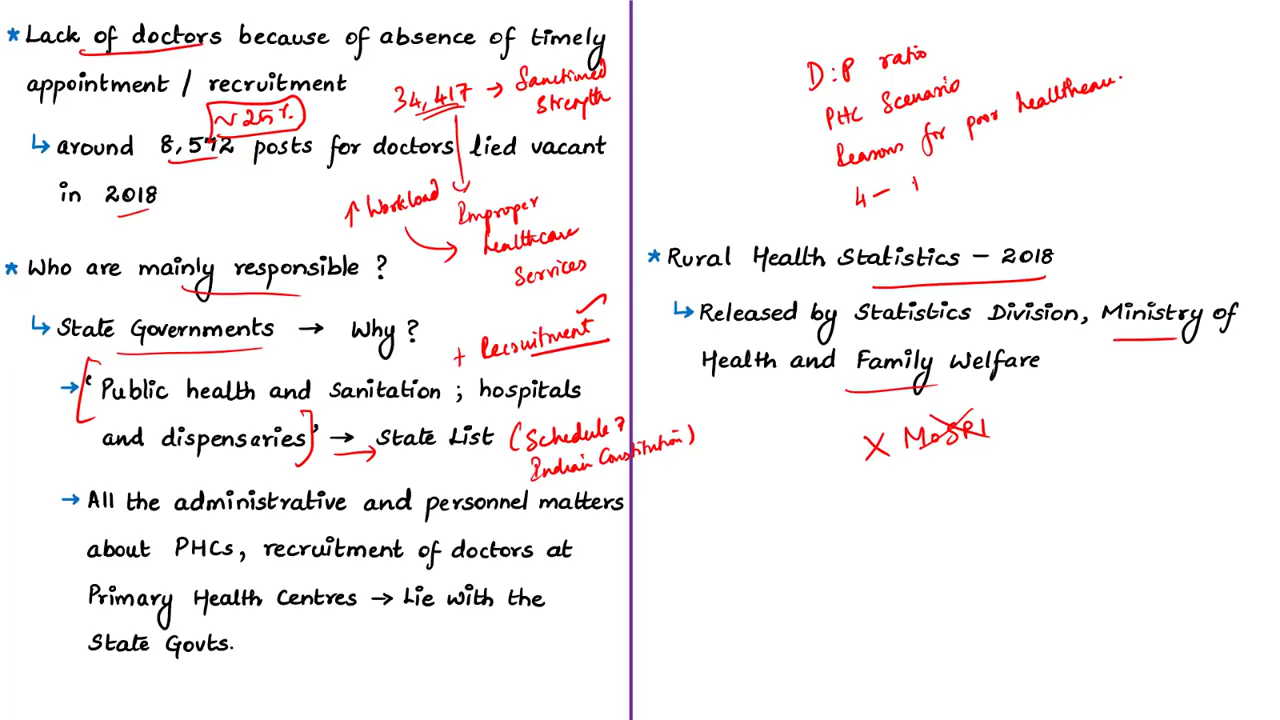 * Lack of doctors because of absence of timely
appointment / recruitment
34,417 → Sanctioned
Strength
~25%
↳ around 8,572 posts for doctors lied vacant
in 2018
↑ Workload
Improper
healthcare
Services
* Who are mainly responsible ?
↳ State Governments → Why ?
+ Recruitment
→ ' Public health and Sanitation ; hospitals
and dispensaries ' → State List (Schedule ?
Indian Constitution)
→ All the administrative and personnel matters
about PHCs, recruitment of doctors at
Primary Health Centres → Lie with the
State Govts.
D:P ratio
PHC Scenario
Reasons for poor healthcare.
4 – 1
* Rural Health Statistics – 2018
↳ Released by Statistics Division, Ministry of
Health and Family Welfare
X